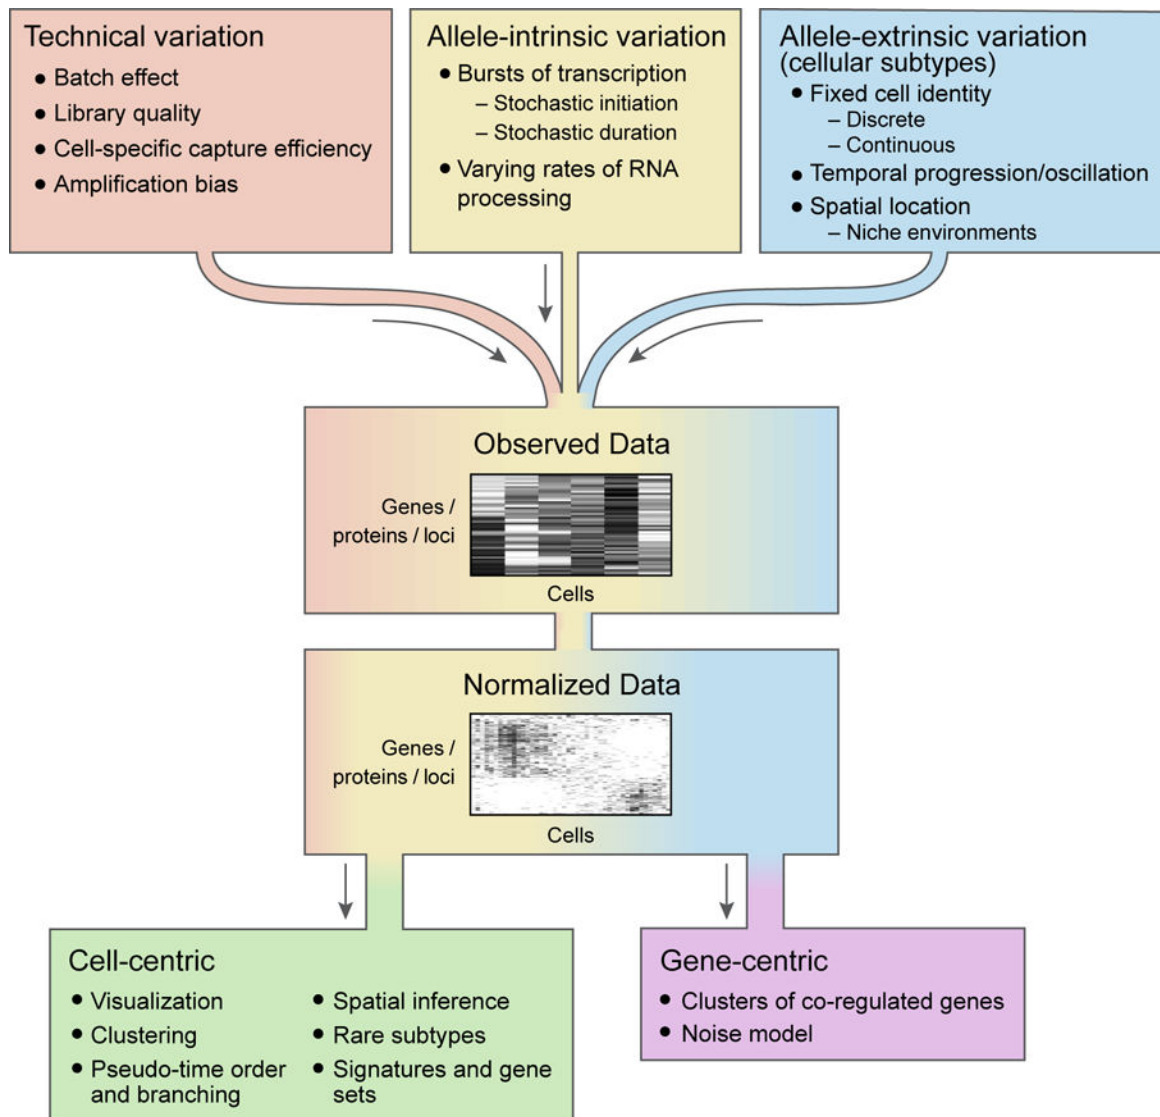 Technical variation
● Batch effect
● Library quality
● Cell-specific capture efficiency
● Amplification bias
Allele-intrinsic variation
● Bursts of transcription
– Stochastic initiation
– Stochastic duration
● Varying rates of RNA
processing
Allele-extrinsic variation
(cellular subtypes)
● Fixed cell identity
– Discrete
– Continuous
● Temporal progression/oscillation
● Spatial location
– Niche environments
Observed Data
Genes /
proteins / loci
Cells
Normalized Data
Genes /
proteins / loci
Cells
Cell-centric
● Visualization
● Clustering
● Pseudo-time order
and branching
● Spatial inference
● Rare subtypes
● Signatures and gene
sets
Gene-centric
● Clusters of co-regulated genes
● Noise model